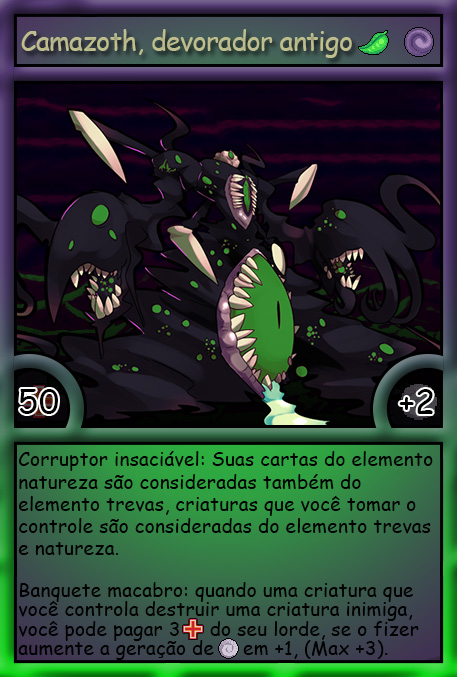 Camazoth, devorador antigo
50
+2
Corruptor insaciável: Suas cartas do elemento
natureza são consideradas também do
elemento trevas, criaturas que você tomar o
controle são consideradas do elemento trevas
e natureza.
Banquete macabro: quando uma criatura que
você controla destruir uma criatura inimiga,
você pode pagar 3 do seu lorde, se o fizer
aumente a geração de em +1, (Max +3).